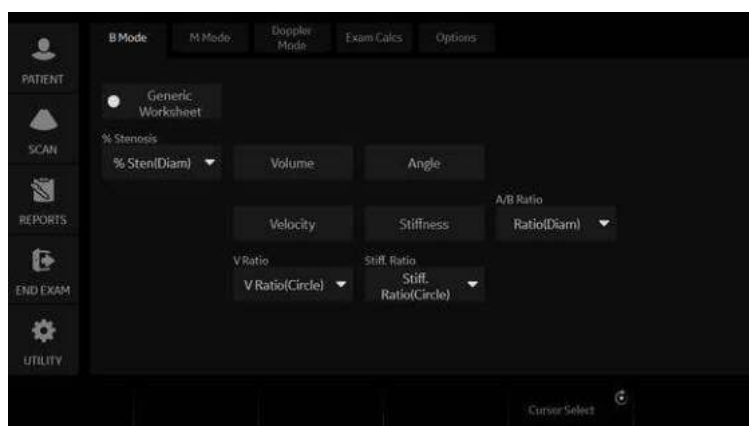 B Mode
M Mode
Doppler
Mode
Exam Calcs
Options
PATIENT
SCAN
REPORTS
END EXAM
UTILITY
Generic
Worksheet
% Stenosis
% Sten(Diam)
Volume
Angle
Velocity
Stiffness
A/B Ratio
Ratio(Diam)
V Ratio
V Ratio(Circle)
Stiff. Ratio
Stiff.
Ratio(Circle)
Cursor Select